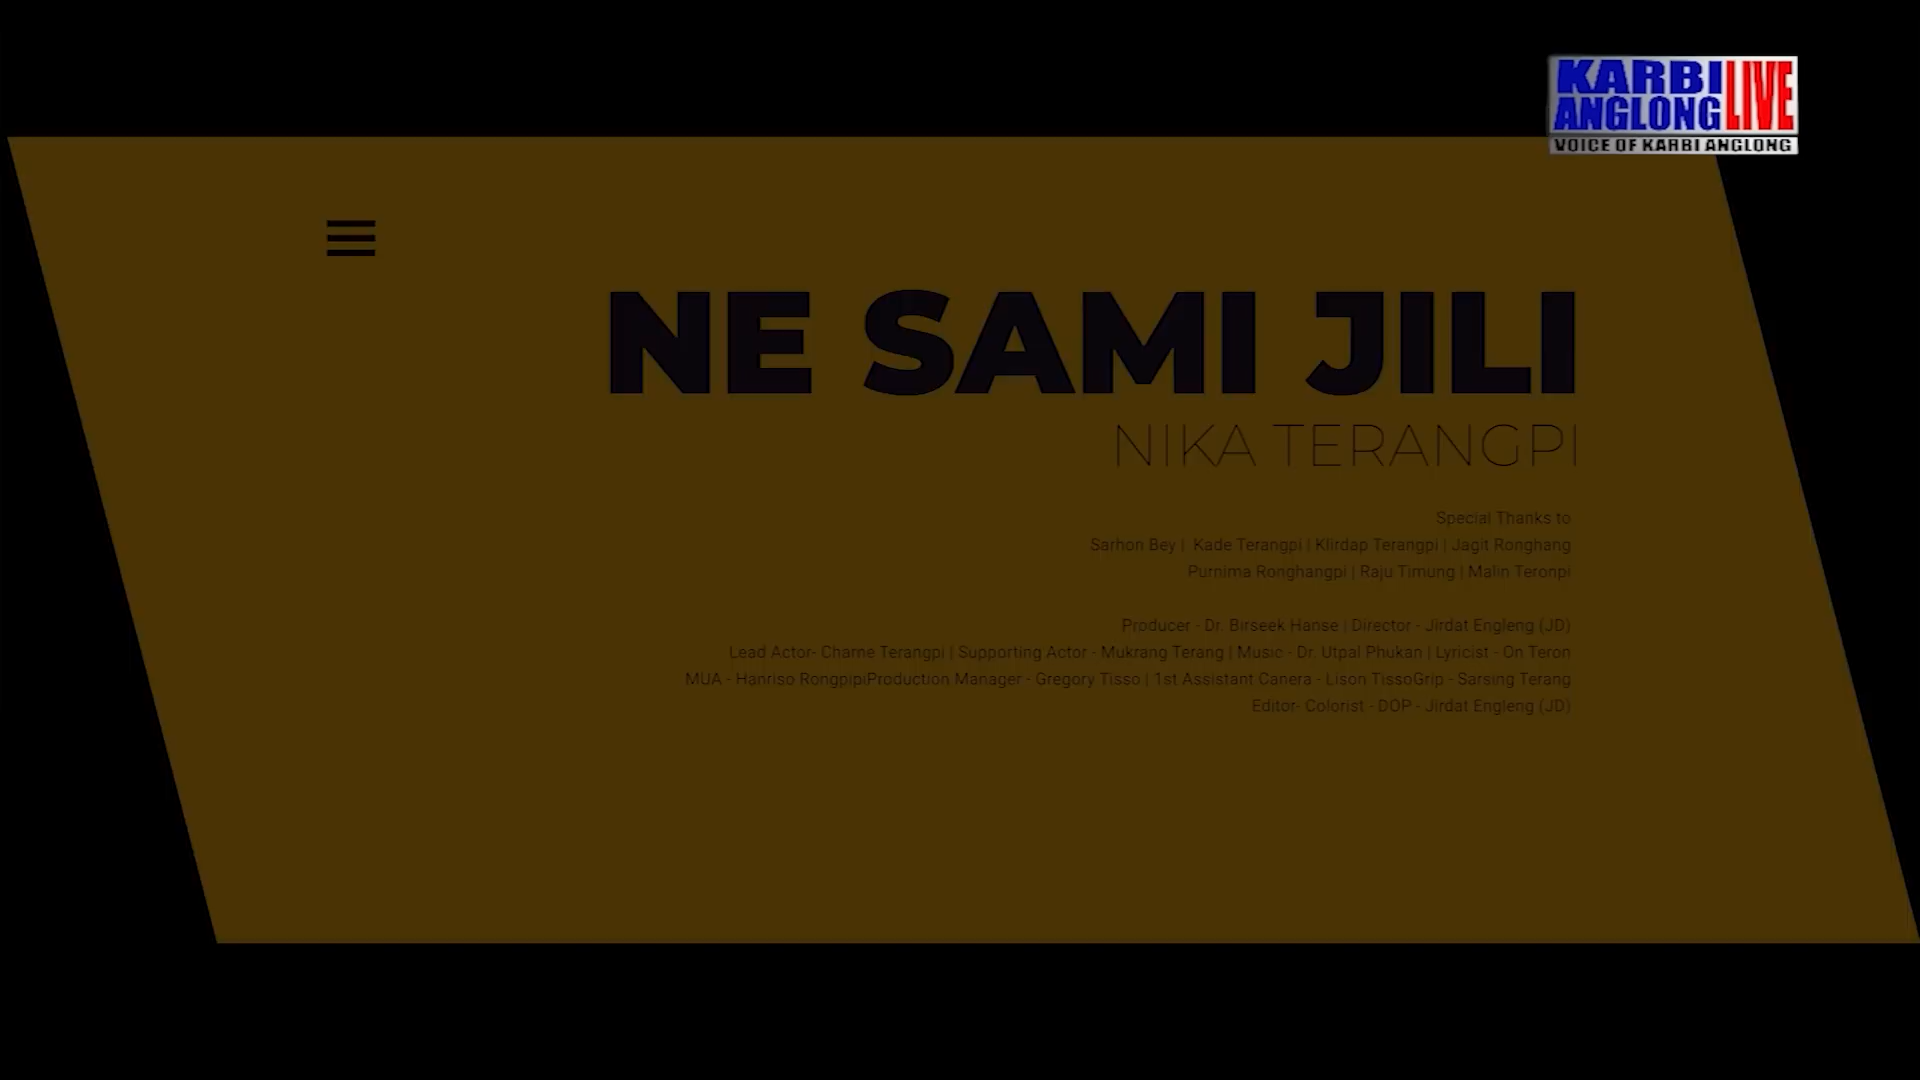 KARBI
ANGLONG LIVE
VOICE OF KARBI ANGLONG
NE SAMI JILI
NIKA TERANGPI
Special Thanks to
Sarhon Bey | Kade Terangpi | Klirdap Terangpi | Jagit Ronghang
Purnima Ronghangpi | Raju Timung | Malin Teronpi
Producer - Dr. Birseek Hanse | Director - Jirdat Engleng (JD)
Lead Actor- Chame Terangpi | Supporting Actor - Mukrang Terang | Music - Dr. Utpal Phukan | Lyricist - On Teron
MUA - Hanriso RongpipiProduction Manager - Gregory Tisso | 1st Assistant Canera - Lison TissoGrip - Sarsing Terang
Editor- Colorist - DOP - Jirdat Engleng (JD)